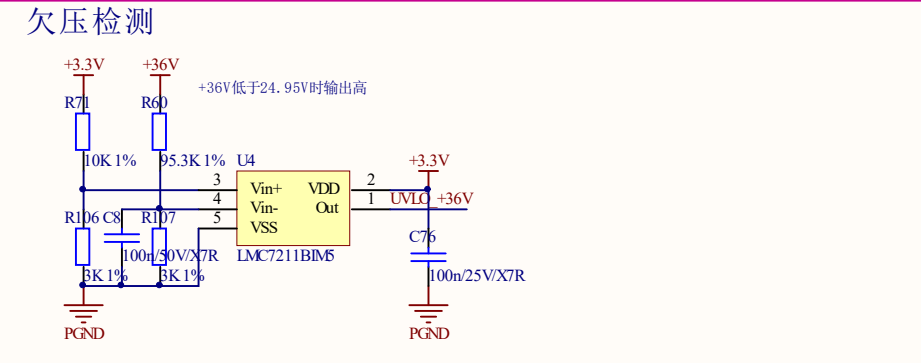 欠压检测
+3.3V
+36V
+36V低于24.95V时输出高
R71
R60
10K 1%
95.3K 1%
U4
+3.3V
3
Vin+
VDD
2
4
Vin-
Out
1
UVLO_+36V
5
VSS
R106
C8
R107
C76
100n/50V/X7R
LMC7211BIM5
3K 1%
3K 1%
100n/25V/X7R
PGND
PGND